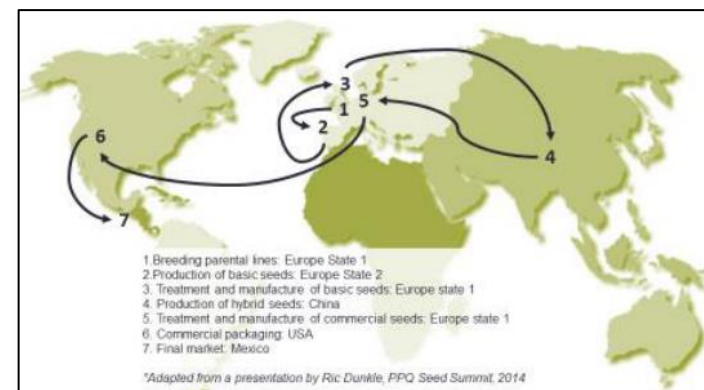 3
5
1
2
6
4
7
1.Breeding parental lines: Europe State 1
2.Production of basic seeds: Europe State 2
3. Treatment and manufacture of basic seeds: Europe state 1
4. Production of hybrid seeds: China
5. Treatment and manufacture of commercial seeds: Europe state 1
6. Commercial packaging: USA
7. Final market: Mexico
*Adapted from a presentation by Ric Dunkle, PPQ Seed Summit, 2014